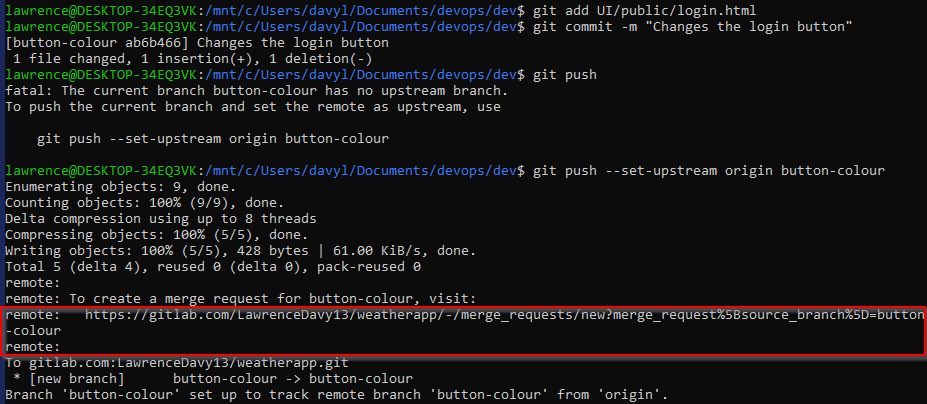 lawrence@DESKTOP-34EQ3VK:/mnt/c/Users/davyl/Documents/devops/dev$ git add UI/public/login.html
lawrence@DESKTOP-34EQ3VK:/mnt/c/Users/davyl/Documents/devops/dev$ git commit -m "Changes the login button"
[button-colour ab6b466] Changes the login button
 1 file changed, 1 insertion(+), 1 deletion(-)
lawrence@DESKTOP-34EQ3VK:/mnt/c/Users/davyl/Documents/devops/dev$ git push
fatal: The current branch button-colour has no upstream branch.
To push the current branch and set the remote as upstream, use
    git push --set-upstream origin button-colour
lawrence@DESKTOP-34EQ3VK:/mnt/c/Users/davyl/Documents/devops/dev$ git push --set-upstream origin button-colour
Enumerating objects: 9, done.
Counting objects: 100% (9/9), done.
Delta compression using up to 8 threads
Compressing objects: 100% (5/5), done.
Writing objects: 100% (5/5), 428 bytes | 61.00 KiB/s, done.
Total 5 (delta 4), reused 0 (delta 0), pack-reused 0
remote:
remote: To create a merge request for button-colour, visit:
remote:   https://gitlab.com/LawrenceDavy13/weatherapp/-/merge_requests/new?merge_request%5Bsource_branch%5D=button
-colour
remote:
To gitlab.com:LawrenceDavy13/weatherapp.git
 * [new branch]      button-colour -> button-colour
Branch 'button-colour' set up to track remote branch 'button-colour' from 'origin'.